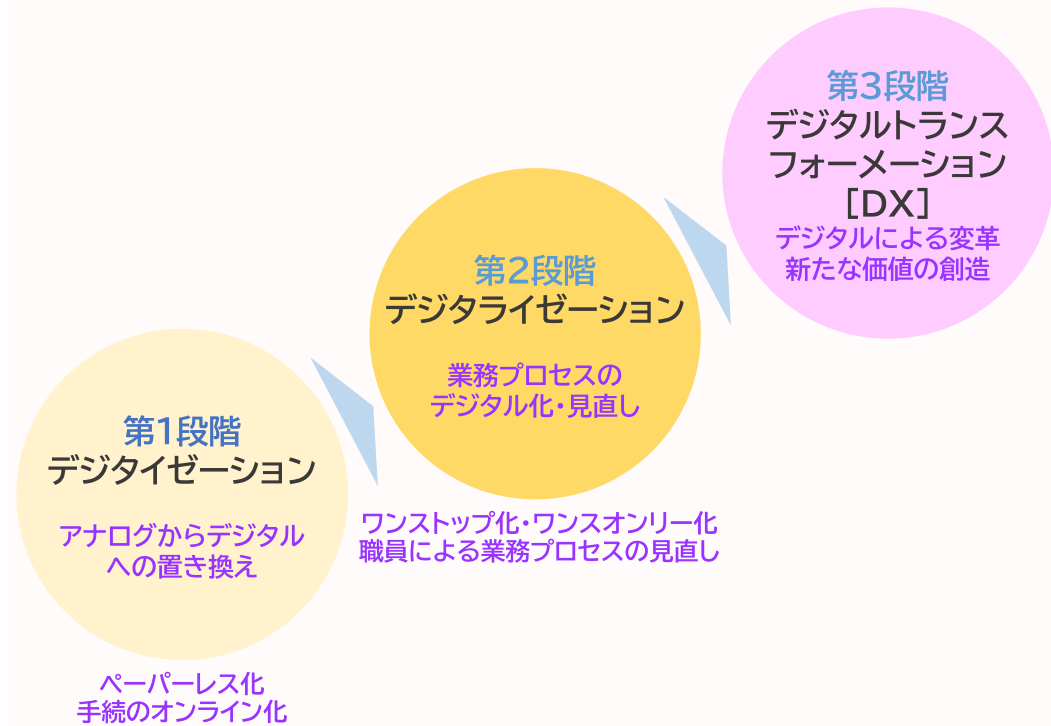 第1段階
デジタイゼーション
アナログからデジタル
への置き換え
ペーパーレス化
手続のオンライン化
第2段階
デジタライゼーション
業務プロセスの
デジタル化・見直し
ワンストップ化・ワンスオンリー化
職員による業務プロセスの見直し
第3段階
デジタルトランス
フォーメーション
[DX]
デジタルによる変革
新たな価値の創造